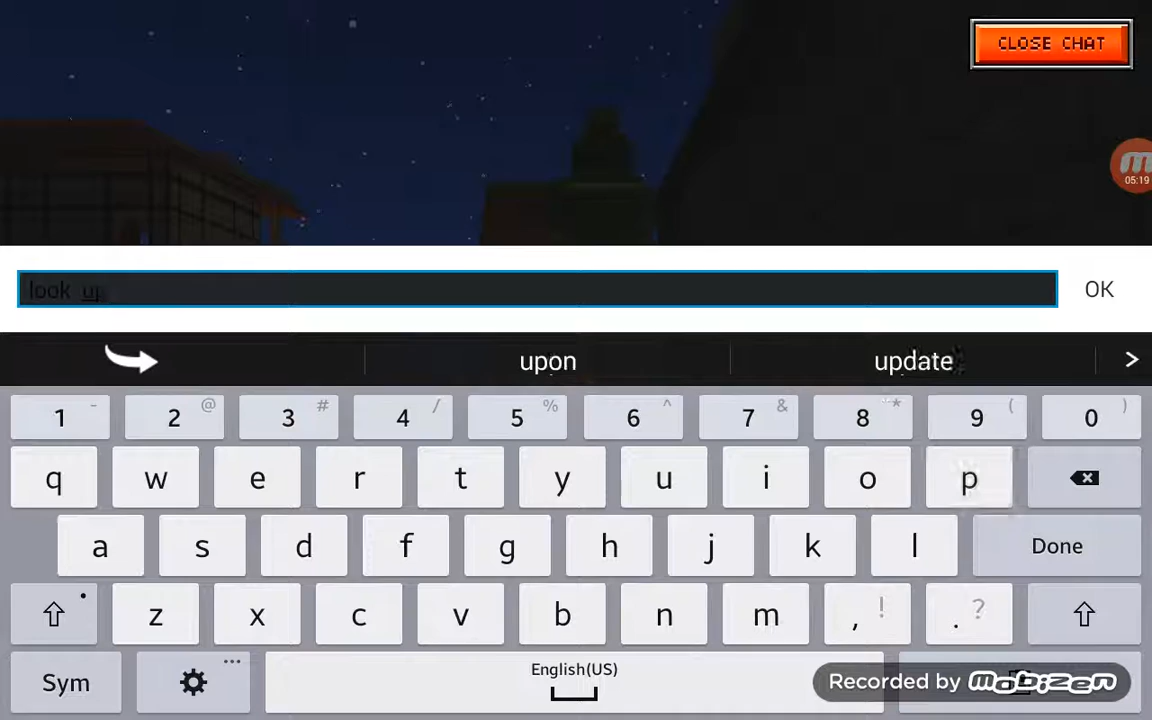 CLOSE CHAT
05:19
look up
OK
upon update >
1 - 2 @ 3 # 4 / 5 % 6 ^ 7 & 8 * 9 ( 0 )
q w e r t y u i o p
a s d f g h j k l Done
z x c v b n m , ! . ?
Sym ... English(US)
Recorded by mobizen